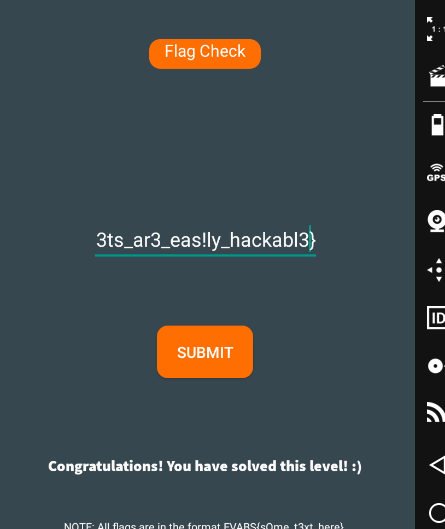 Flag Check
3ts_ar3_eas!ly_hackabl3}
SUBMIT
Congratulations! You have solved this level! :)
NOTE: All flags are in the format EVABS{s0me_t3xt_here}
1:1
GPS
ID